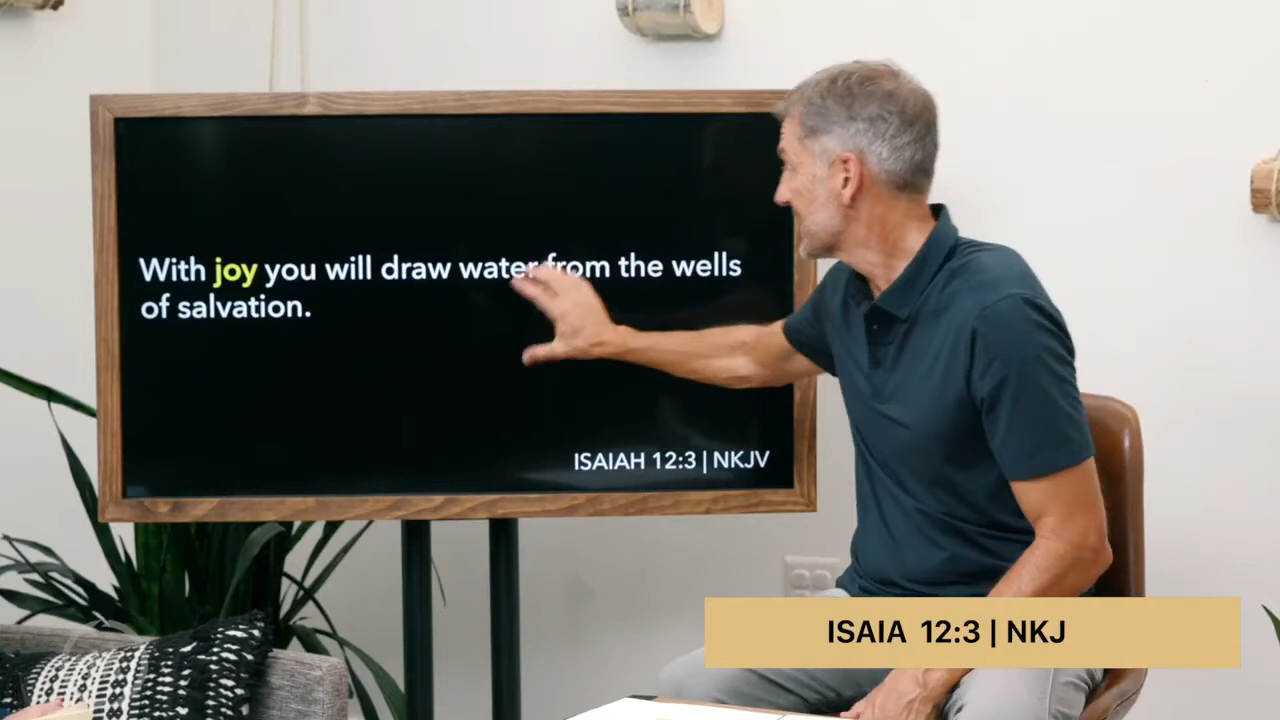 With joy you will draw water from the wells
of salvation.
ISAIAH 12:3 | NKJV
ISAIA 12:3 | NKJ